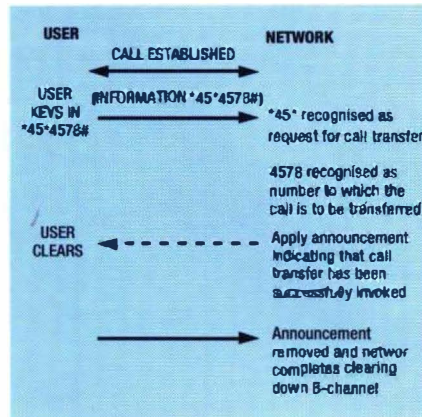 USER NETWORK
CALL ESTABLISHED
USER
KEYS IN
*45*4578#
(INFORMATION *45*4578#)
*45* recognised as
request for call transfer
4578 recognised as
number to which the
call is to be transferred
USER
CLEARS
Apply announcement
indicating that call
transfer has been
successfully invoked
Announcement
removed and networ
completes clearing
down B-channel